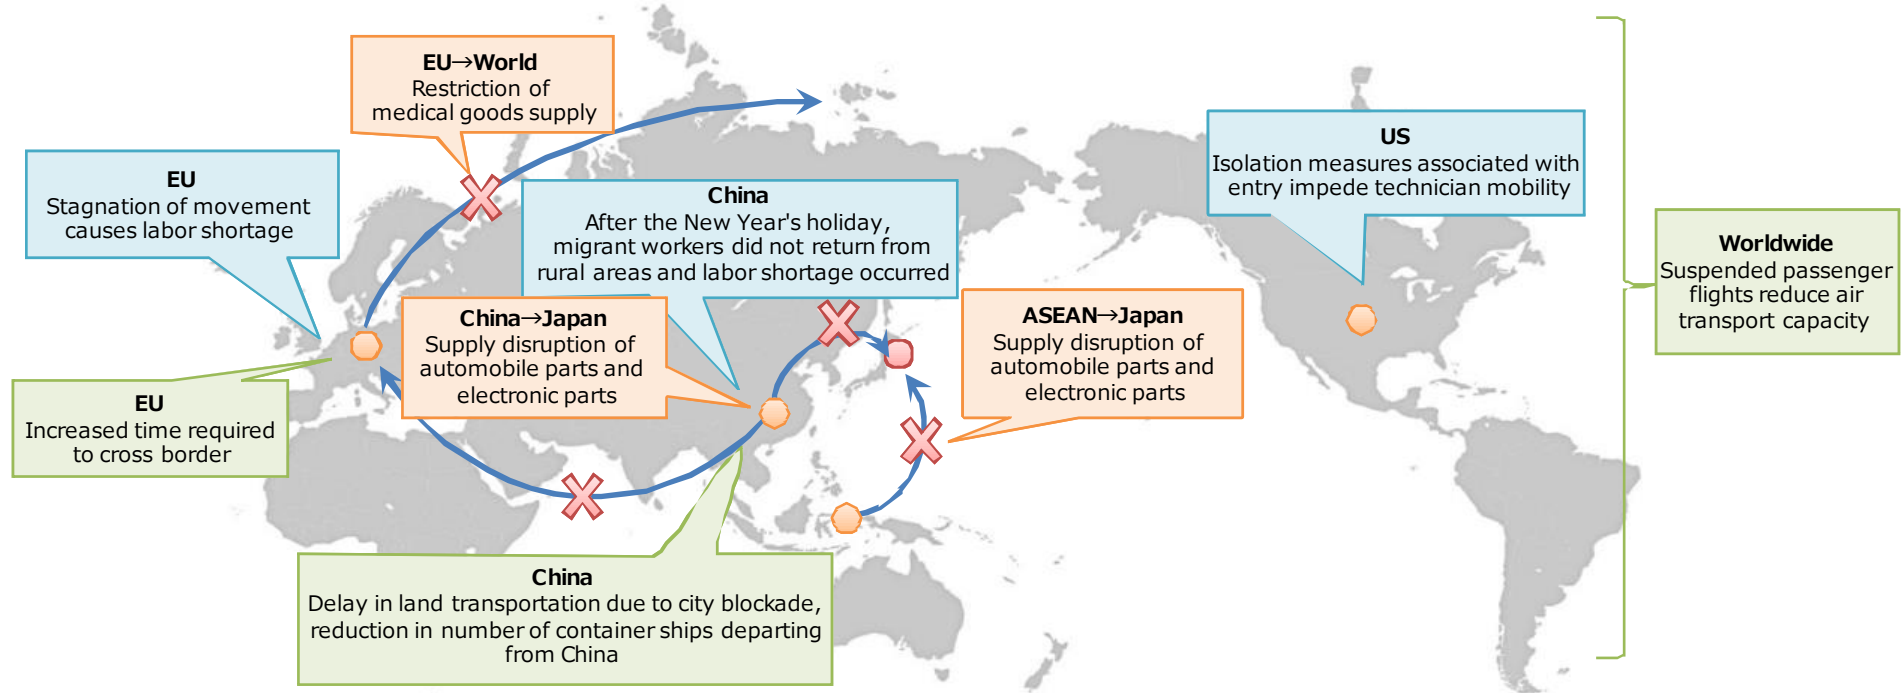 EU→World
Restriction of
medical goods supply
EU
Stagnation of movement
causes labor shortage
China
After the New Year's holiday,
migrant workers did not return from
rural areas and labor shortage occurred
US
Isolation measures associated with
entry impede technician mobility
Worldwide
Suspended passenger
flights reduce air
transport capacity
China→Japan
Supply disruption of
automobile parts and
electronic parts
ASEAN→Japan
Supply disruption of
automobile parts and
electronic parts
EU
Increased time required
to cross border
China
Delay in land transportation due to city blockade,
reduction in number of container ships departing
from China